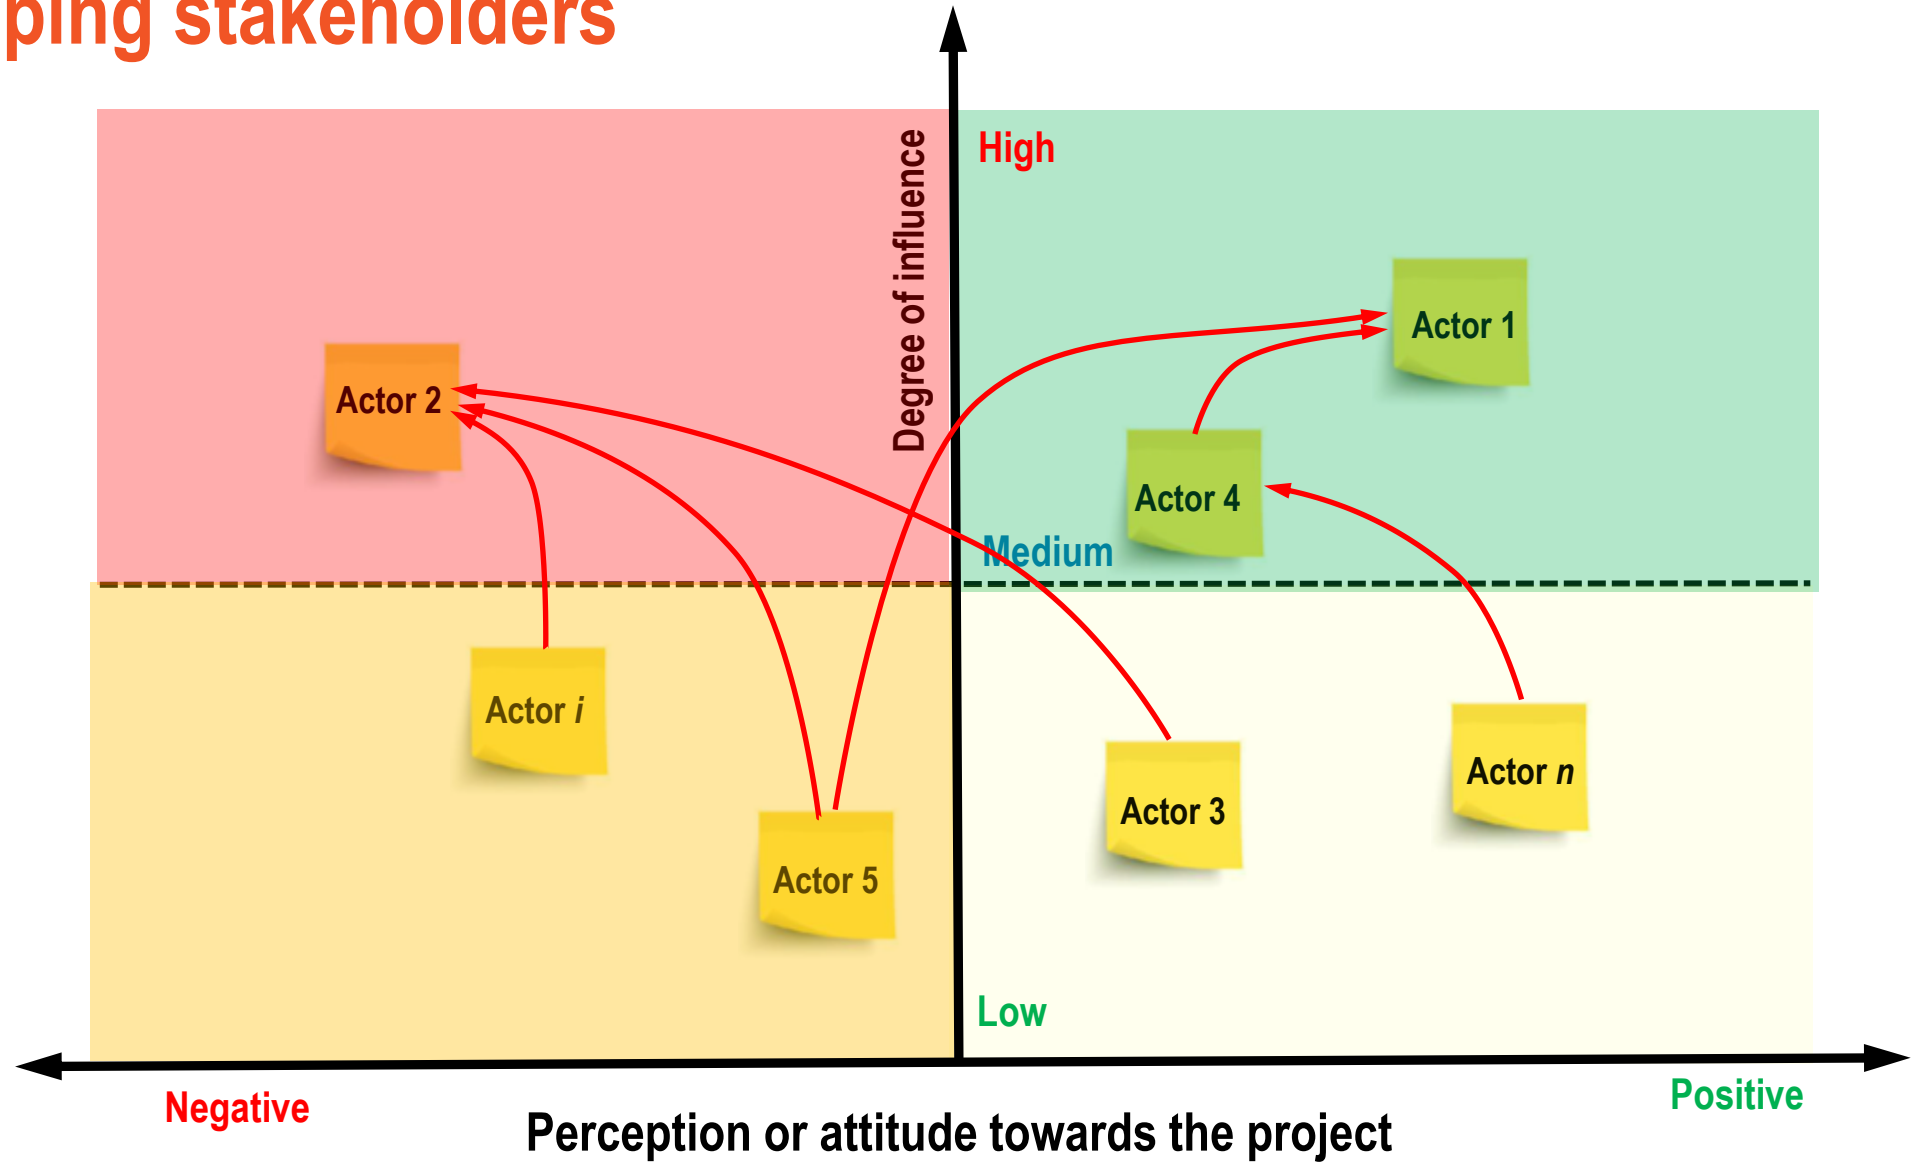 ping stakeholders
Degree of influence
High
Actor 1
Actor 2
Actor 4
Medium
Actor i
Actor n
Actor 3
Actor 5
Low
Negative
Positive
Perception or attitude towards the project